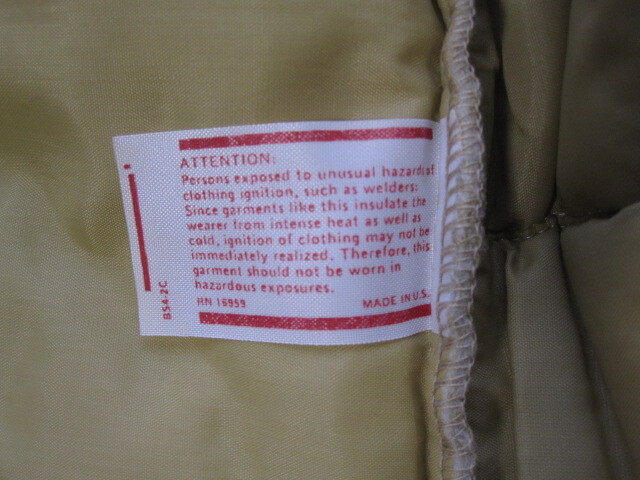 ATTENTION:
Persons exposed to unusual hazards of
clothing ignition, such as welders:
Since garments like this insulate the
wearer from intense heat as well as
cold, ignition of clothing may not be
immediately realized. Therefore, this
garment should not be worn in
hazardous exposures.
RN 16959 MADE IN U.S.
BS4-2C